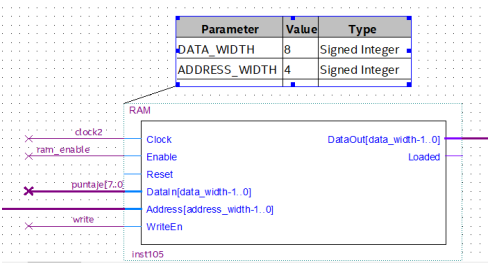 Parameter Value Type
DATA_WIDTH 8 Signed Integer
ADDRESS_WIDTH 4 Signed Integer
RAM
clock2 Clock DataOut[data_width-1..0]
ram_enable Enable Loaded
Reset
puntaje[7..0] DataIn[data_width-1..0]
Address[address_width-1..0]
write WriteEn
inst105